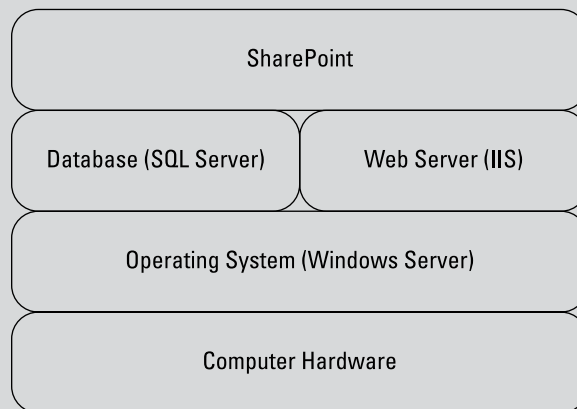 SharePoint
Database (SQL Server) Web Server (IIS)
Operating System (Windows Server)
Computer Hardware